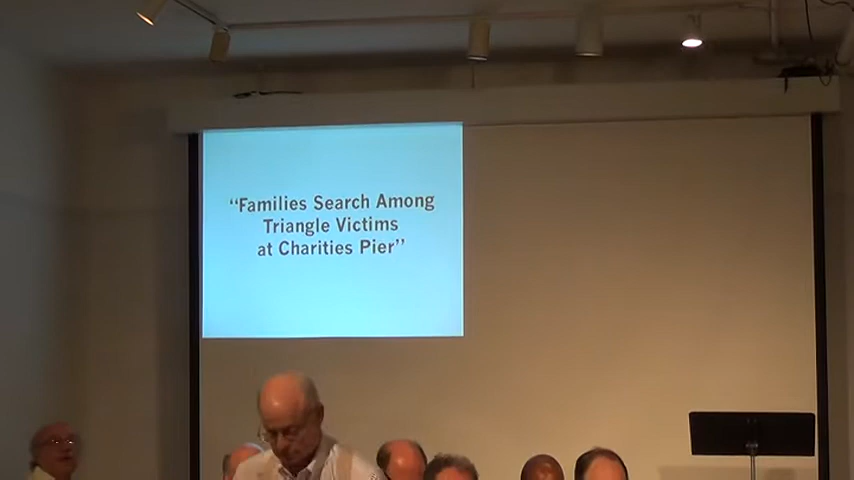 “Families Search Among
Triangle Victims
at Charities Pier”